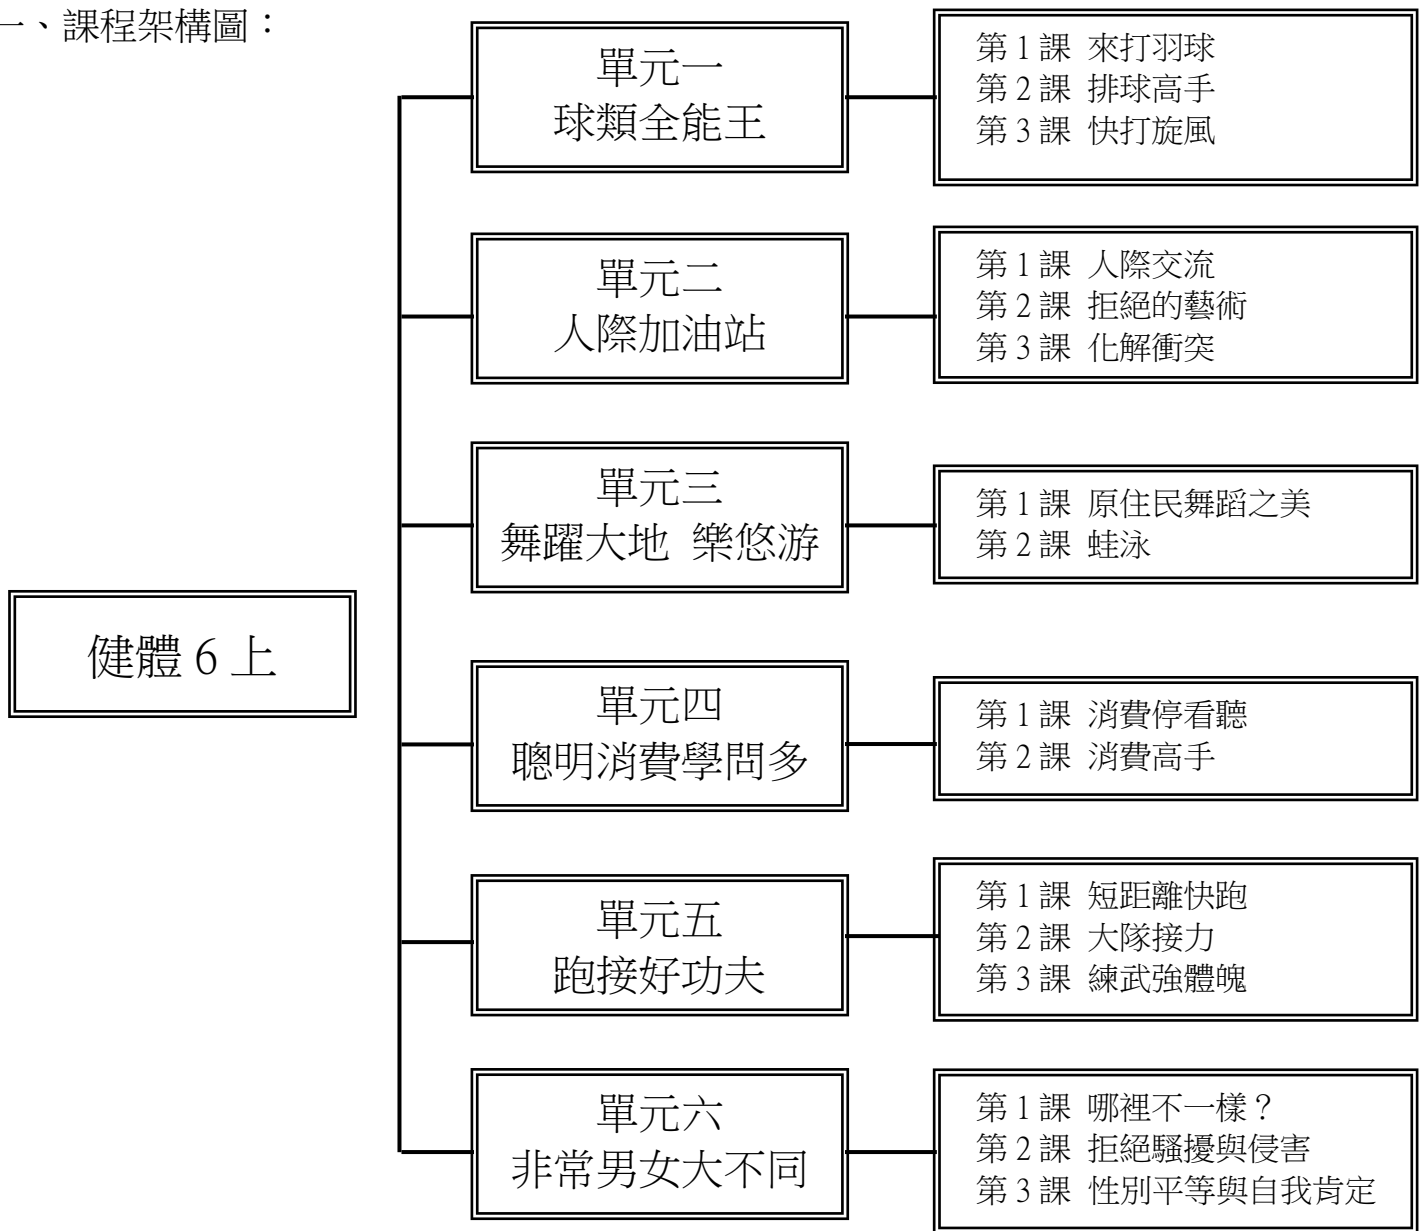 一、課程架構圖：
健體 6 上
單元一
球類全能王
第 1 課 來打羽球
第 2 課 排球高手
第 3 課 快打旋風
單元二
人際加油站
第 1 課 人際交流
第 2 課 拒絕的藝術
第 3 課 化解衝突
單元三
舞躍大地 樂悠游
第 1 課 原住民舞蹈之美
第 2 課 蛙泳
單元四
聰明消費學問多
第 1 課 消費停看聽
第 2 課 消費高手
單元五
跑接好功夫
第 1 課 短距離快跑
第 2 課 大隊接力
第 3 課 練武強體魄
單元六
非常男女大不同
第 1 課 哪裡不一樣？
第 2 課 拒絕騷擾與侵害
第 3 課 性別平等與自我肯定